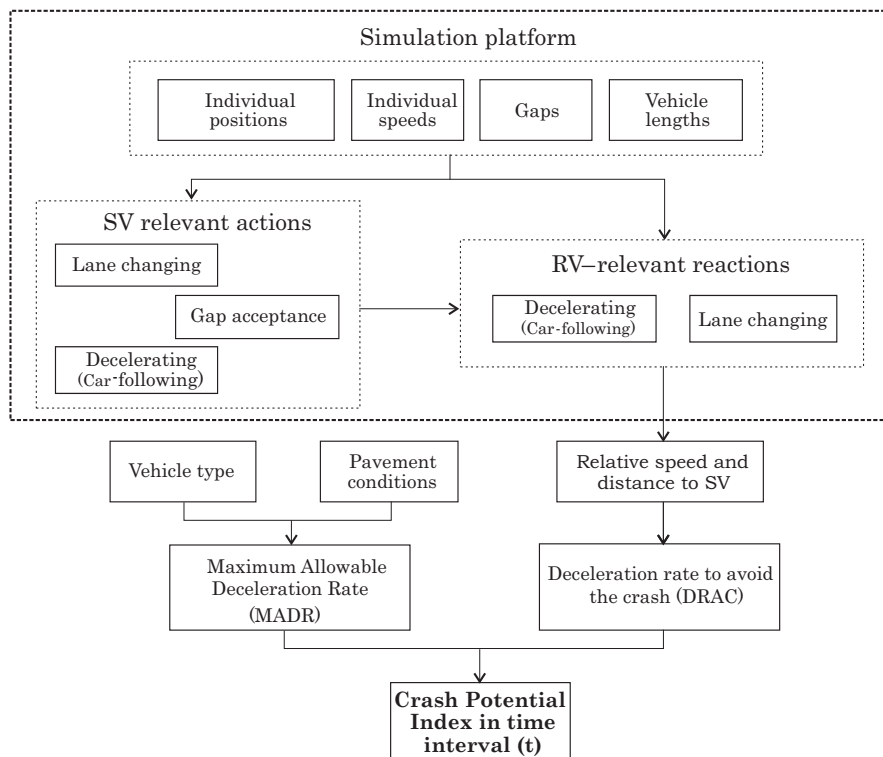 Simulation platform
Individual
positions
Individual
speeds
Gaps
Vehicle
lengths
SV relevant actions
Lane changing
Gap acceptance
Decelerating
(Car-following)
RV–relevant reactions
Decelerating
(Car-following)
Lane changing
Vehicle type
Pavement
conditions
Relative speed and
distance to SV
Maximum Allowable
Deceleration Rate
(MADR)
Deceleration rate to avoid
the crash (DRAC)
Crash Potential
Index in time
interval (t)